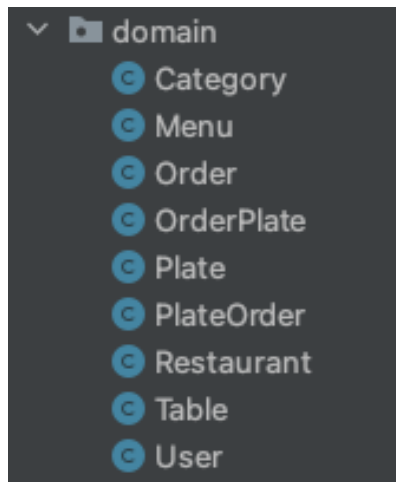 domain
C Category
C Menu
C Order
C OrderPlate
C Plate
C PlateOrder
C Restaurant
C Table
C User